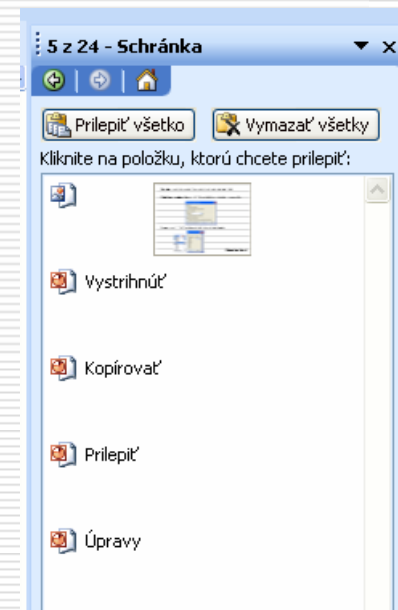 5 z 24 - Schránka
Prilepiť všetko Vymazať všetky
Kliknite na položku, ktorú chcete prilepiť:
Vystrihnúť
Kopírovať
Prilepiť
Úpravy